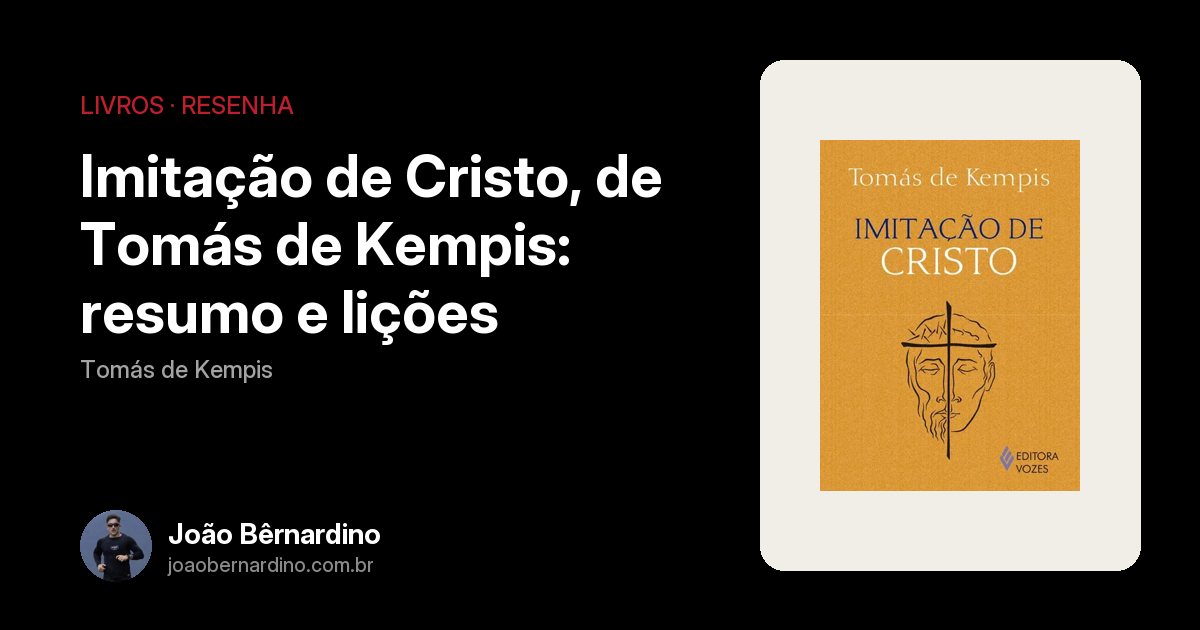 LIVROS · RESENHA
Imitação de Cristo, de
Tomás de Kempis:
resumo e lições
Tomás de Kempis
João Bêrnardino
joaobernardino.com.br
Tomás de Kempis
IMITAÇÃO DE
CRISTO
EDITORA
VOZES